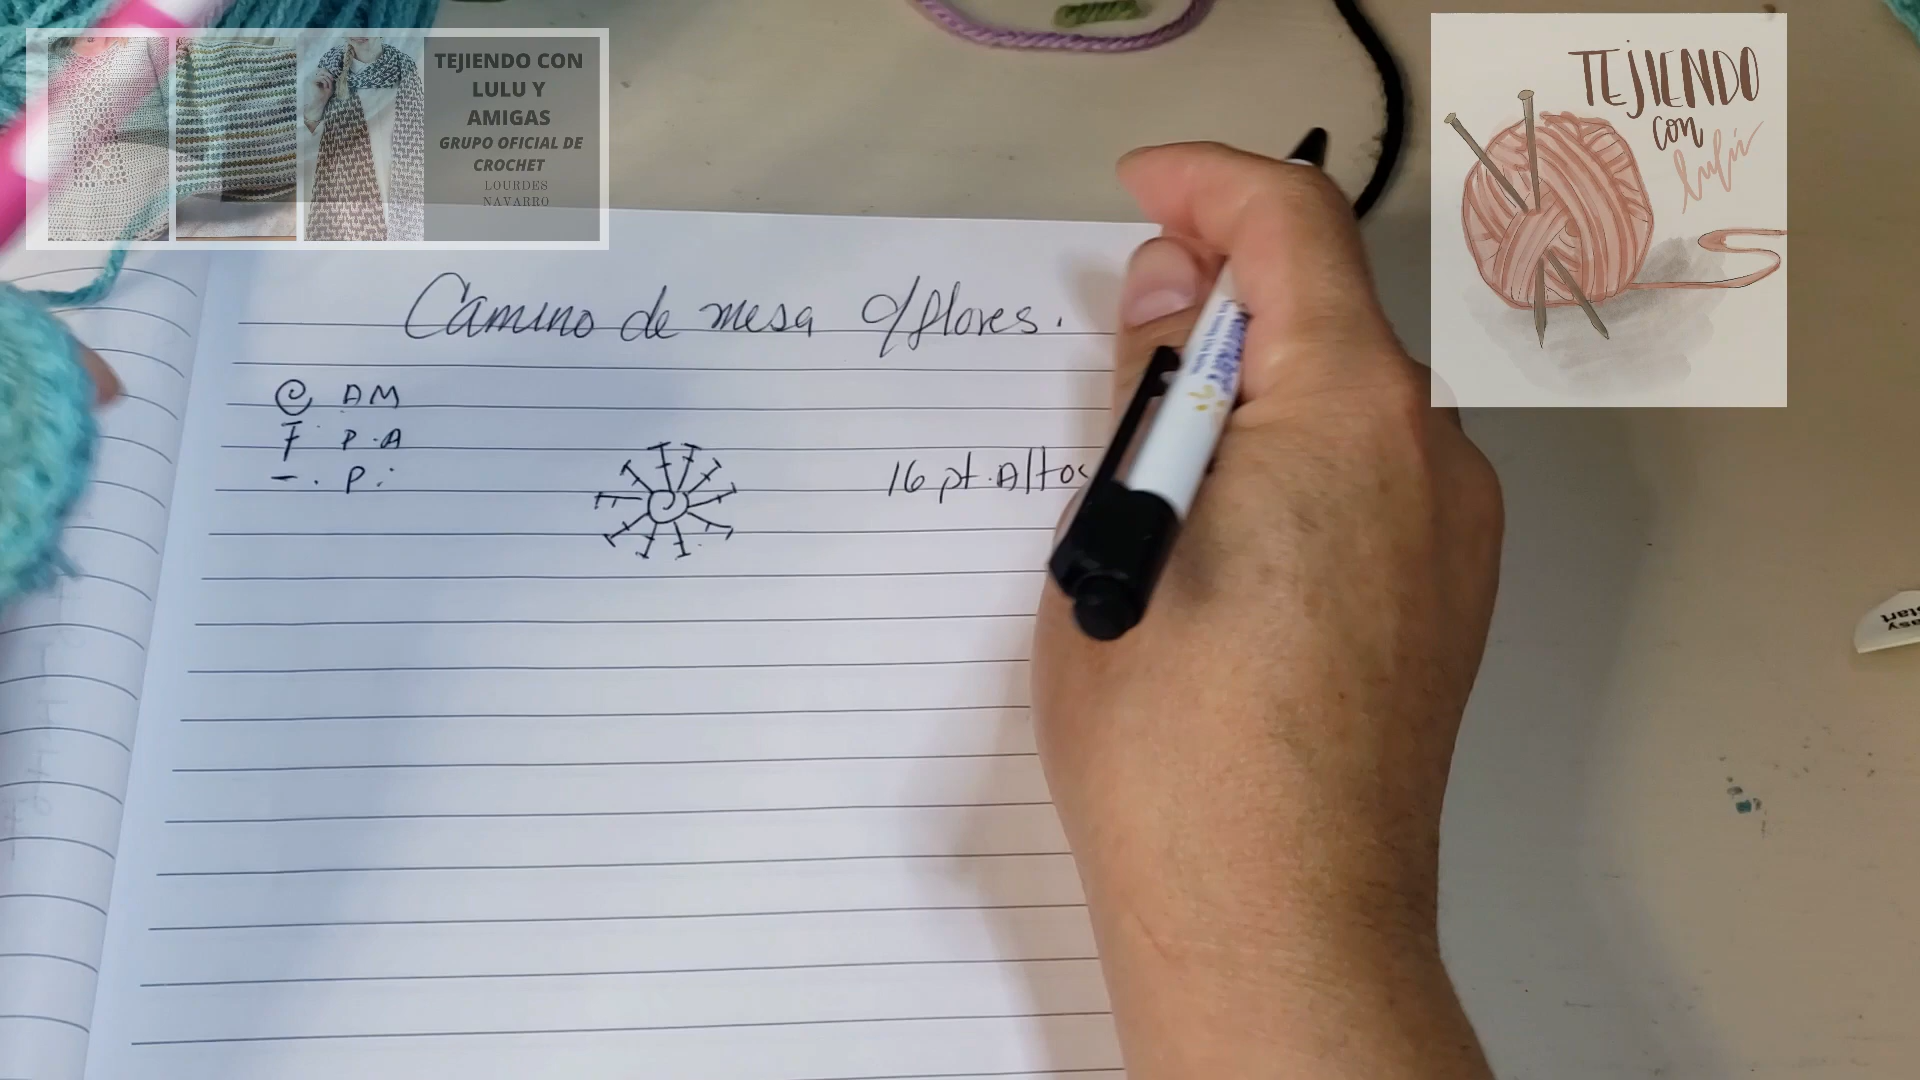 TEJIENDO CON
LULU Y
AMIGAS
GRUPO OFICIAL DE
CROCHET
LOURDES
NAVARRO
TEJIENDO
con
lulú
Camino de mesa c/flores.
AM
P.A
-. P.
16 pt. Altos